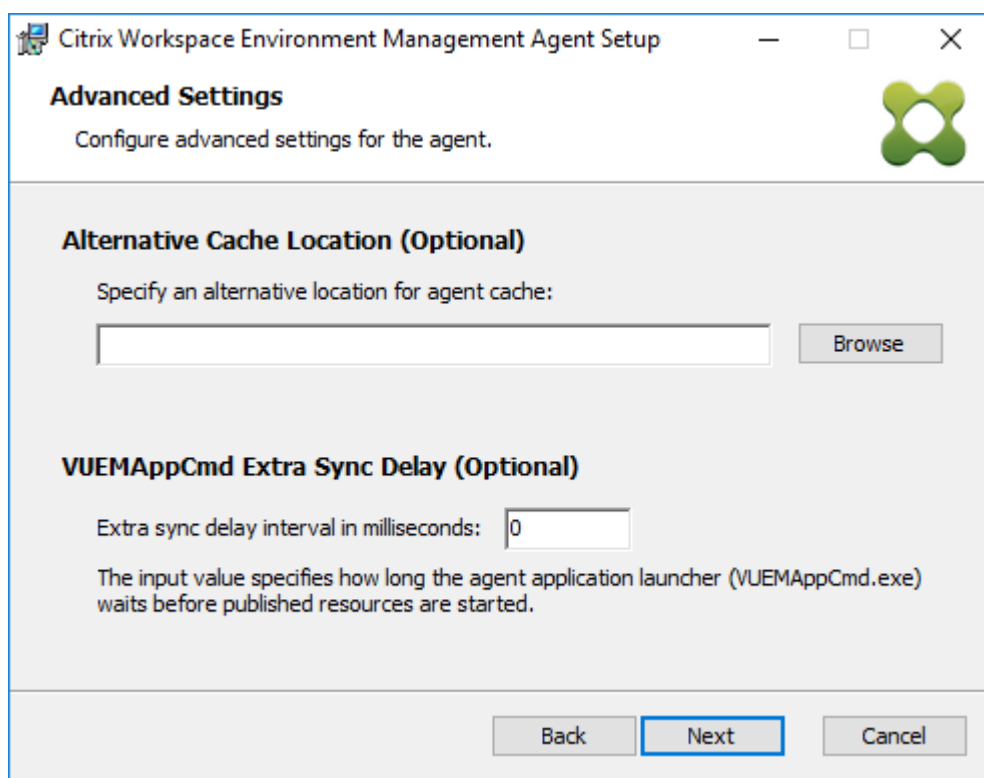 Citrix Workspace Environment Management Agent Setup
Advanced Settings
Configure advanced settings for the agent.
Alternative Cache Location (Optional)
Specify an alternative location for agent cache:
Browse
VUEMAppCmd Extra Sync Delay (Optional)
Extra sync delay interval in milliseconds: 0
The input value specifies how long the agent application launcher (VUEMAppCmd.exe)
waits before published resources are started.
Back Next Cancel